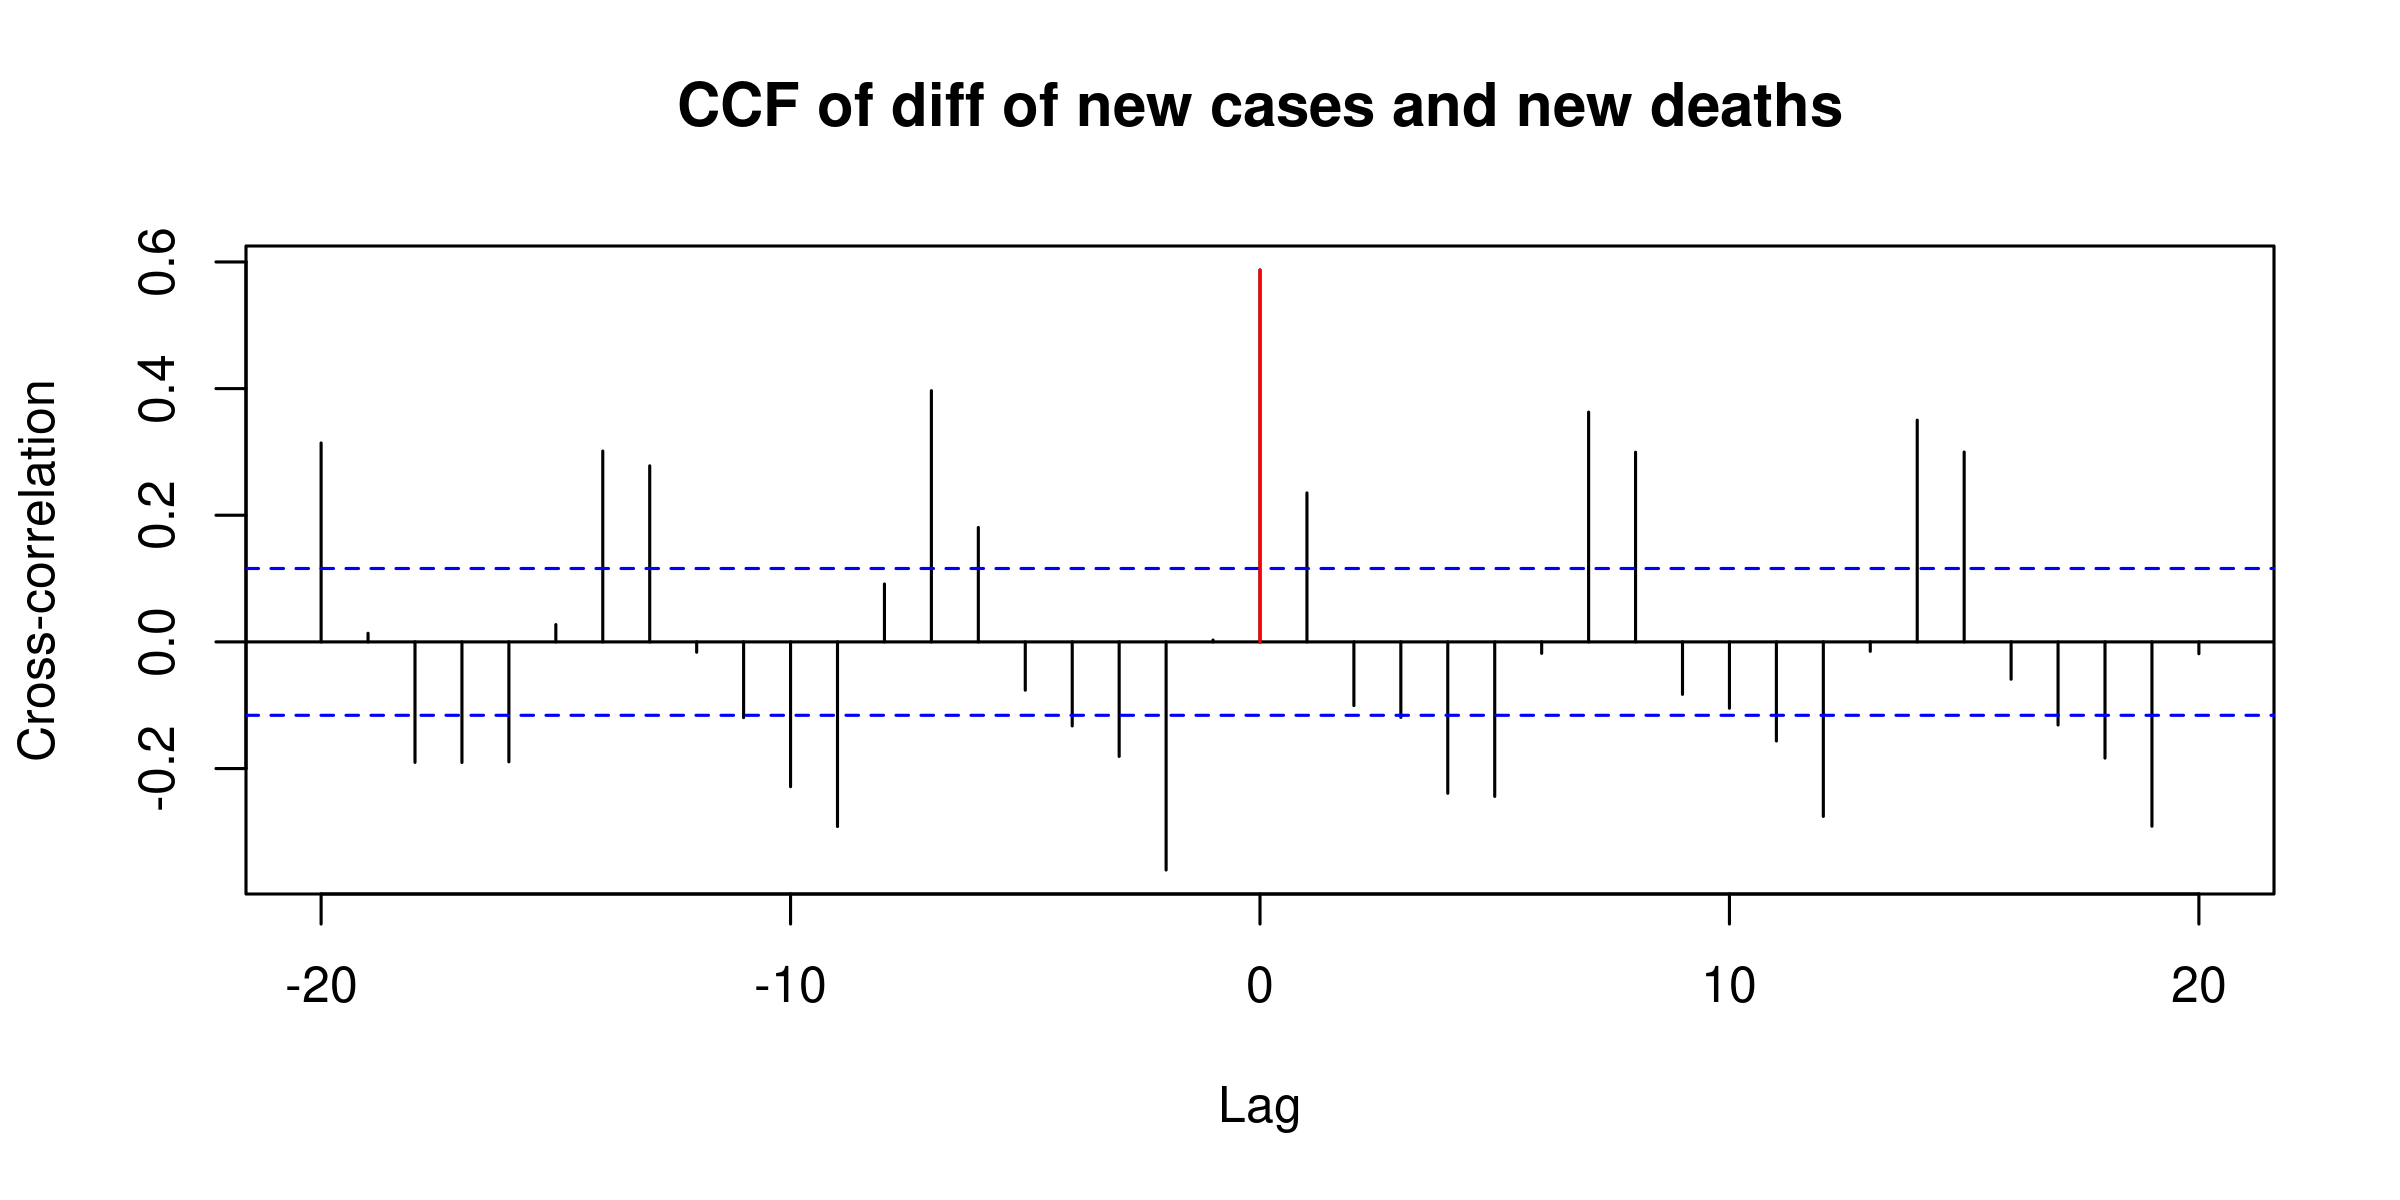 CCF of diff of new cases and new deaths
Cross-correlation
0.6
0.4
0.2
0.0
-0.2
-20 -10 0 10 20
Lag